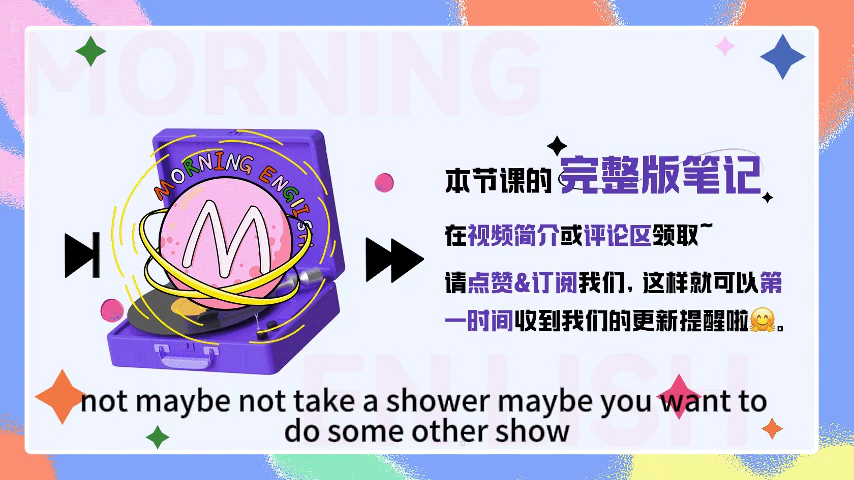 MORNING
MORNING ENGLISH
M
本节课的 完整版笔记
在视频简介或评论区领取~
请点赞&订阅我们, 这样就可以第
一时间收到我们的更新提醒啦🤗。
ENGLISH
not maybe not take a shower maybe you want to
do some other show